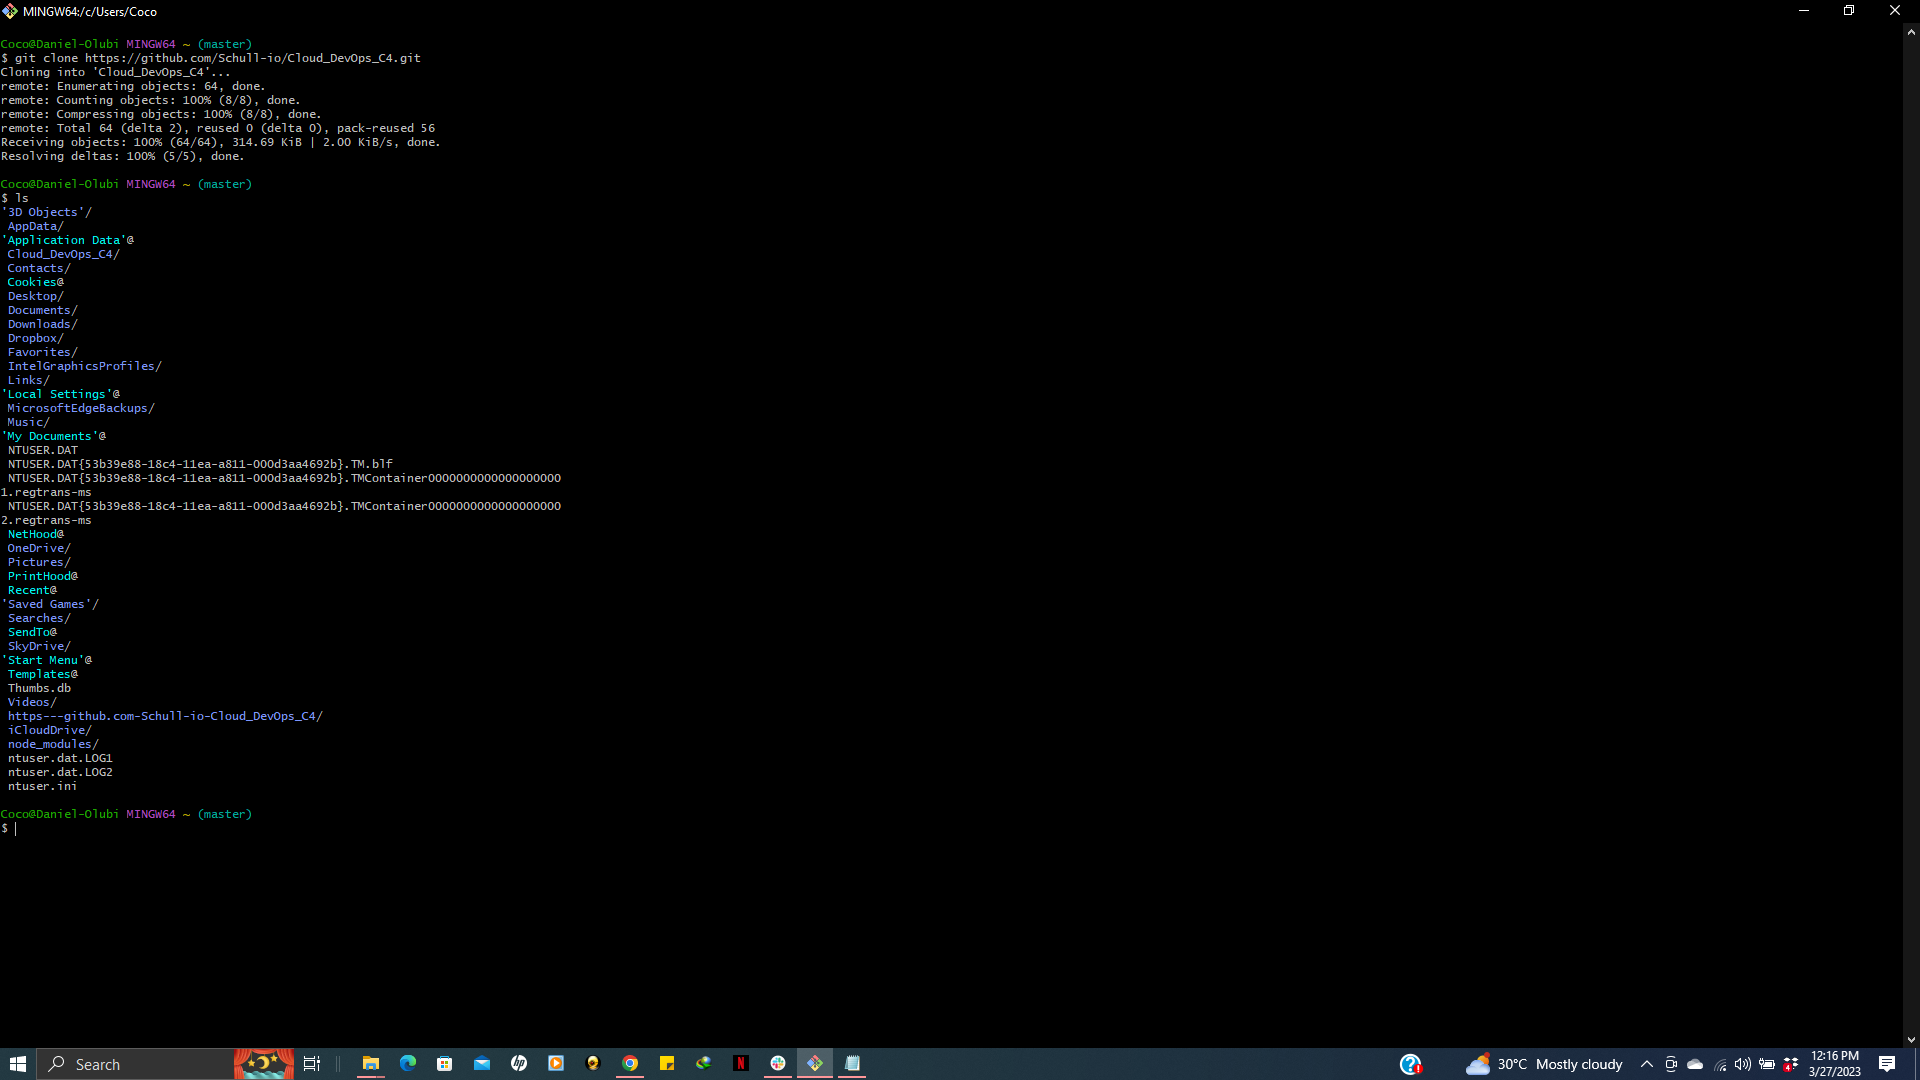 MINGW64:/c/Users/Coco
Coco@Daniel-Olubi MINGW64 ~ (master)
$ git clone https://github.com/Schull-io/Cloud_DevOps_C4.git
Cloning into 'Cloud_DevOps_C4'...
remote: Enumerating objects: 64, done.
remote: Counting objects: 100% (8/8), done.
remote: Compressing objects: 100% (8/8), done.
remote: Total 64 (delta 2), reused 0 (delta 0), pack-reused 56
Receiving objects: 100% (64/64), 314.69 KiB | 2.00 KiB/s, done.
Resolving deltas: 100% (5/5), done.
Coco@Daniel-Olubi MINGW64 ~ (master)
$ ls
'3D Objects'/
AppData/
'Application Data'@
Cloud_DevOps_C4/
Contacts/
Cookies@
Desktop/
Documents/
Downloads/
Dropbox/
Favorites/
IntelGraphicsProfiles/
Links/
'Local Settings'@
MicrosoftEdgeBackups/
Music/
'My Documents'@
NTUSER.DAT
NTUSER.DAT{53b39e88-18c4-11ea-a811-000d3aa4692b}.TM.blf
NTUSER.DAT{53b39e88-18c4-11ea-a811-000d3aa4692b}.TMContainer0000000000000000000
1.regtrans-ms
NTUSER.DAT{53b39e88-18c4-11ea-a811-000d3aa4692b}.TMContainer0000000000000000000
2.regtrans-ms
NetHood@
OneDrive/
Pictures/
PrintHood@
Recent@
'Saved Games'/
Searches/
SendTo@
SkyDrive/
'Start Menu'@
Templates@
Thumbs.db
Videos/
https---github.com-Schull-io-Cloud_DevOps_C4/
iCloudDrive/
node_modules/
ntuser.dat.LOG1
ntuser.dat.LOG2
ntuser.ini
Coco@Daniel-Olubi MINGW64 ~ (master)
$
Search
30°C Mostly cloudy
12:16 PM
3/27/2023